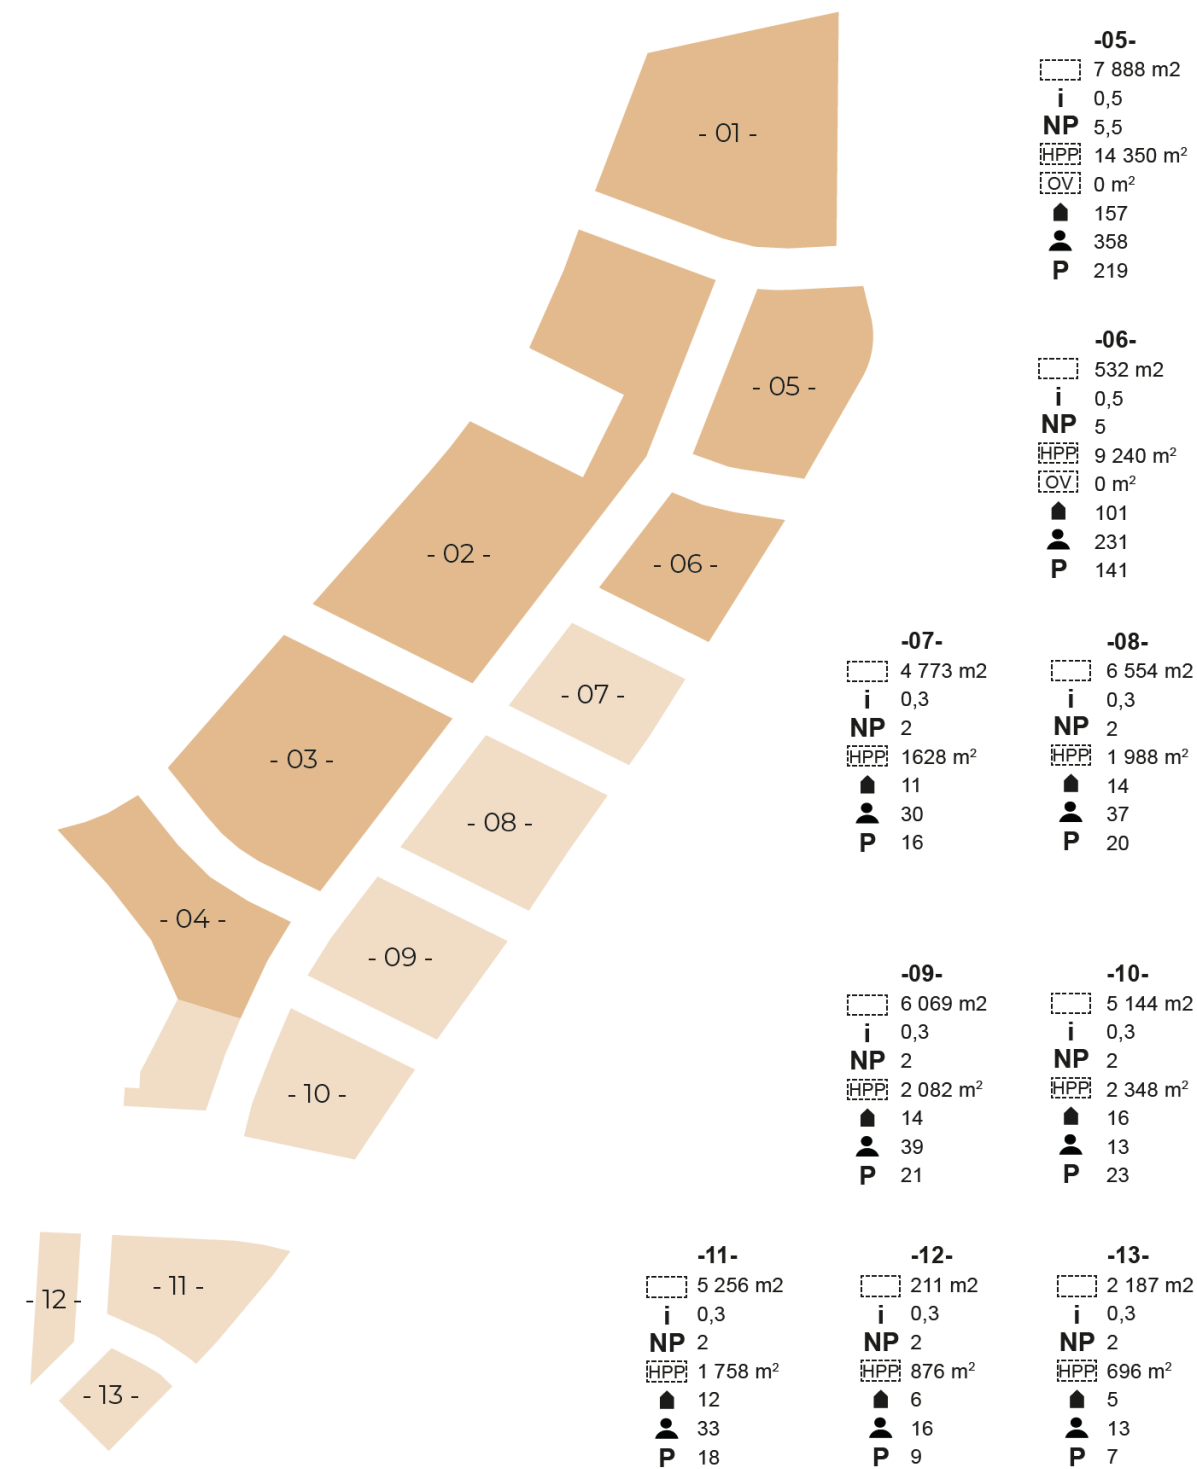 - 01 -
- 02 -
- 03 -
- 04 -
- 05 -
- 06 -
- 07 -
- 08 -
- 09 -
- 10 -
- 11 -
- 12 -
- 13 -
-05-
7 888 m2
i 0,5
NP 5,5
HPP 14 350 m²
OV 0 m²
157
358
P 219
-06-
532 m2
i 0,5
NP 5
HPP 9 240 m²
OV 0 m²
101
231
P 141
-07-
4 773 m2
i 0,3
NP 2
HPP 1628 m²
11
30
P 16
-08-
6 554 m2
i 0,3
NP 2
HPP 1 988 m²
14
37
P 20
-09-
6 069 m2
i 0,3
NP 2
HPP 2 082 m²
14
39
P 21
-10-
5 144 m2
i 0,3
NP 2
HPP 2 348 m²
16
13
P 23
-11-
5 256 m2
i 0,3
NP 2
HPP 1 758 m²
12
33
P 18
-12-
211 m2
i 0,3
NP 2
HPP 876 m²
6
16
P 9
-13-
2 187 m2
i 0,3
NP 2
HPP 696 m²
5
13
P 7